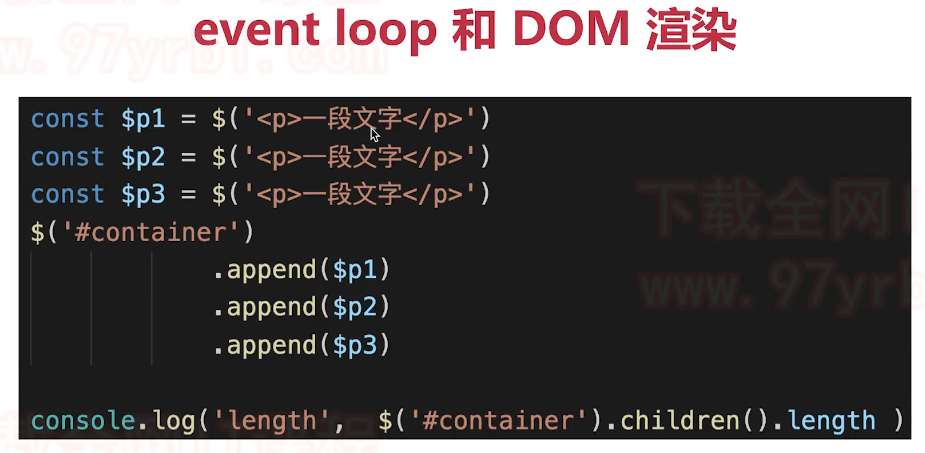 event loop 和 DOM 渲染
const $p1 = $('<p>一段文字</p>')
const $p2 = $('<p>一段文字</p>')
const $p3 = $('<p>一段文字</p>')
$('#container')
.append($p1)
.append($p2)
.append($p3)
console.log('length', $('#container').children().length )
下载全网
www.97yrb
w.97yrbt.com